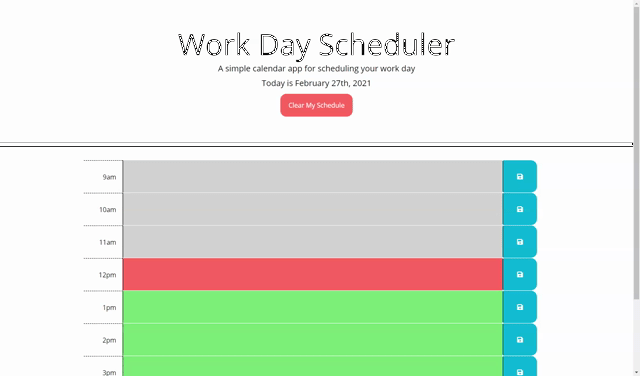 Work Day Scheduler
A simple calendar app for scheduling your work day
Today is February 27th, 2021
Clear My Schedule
9am
10am
11am
12pm
1pm
2pm
3pm